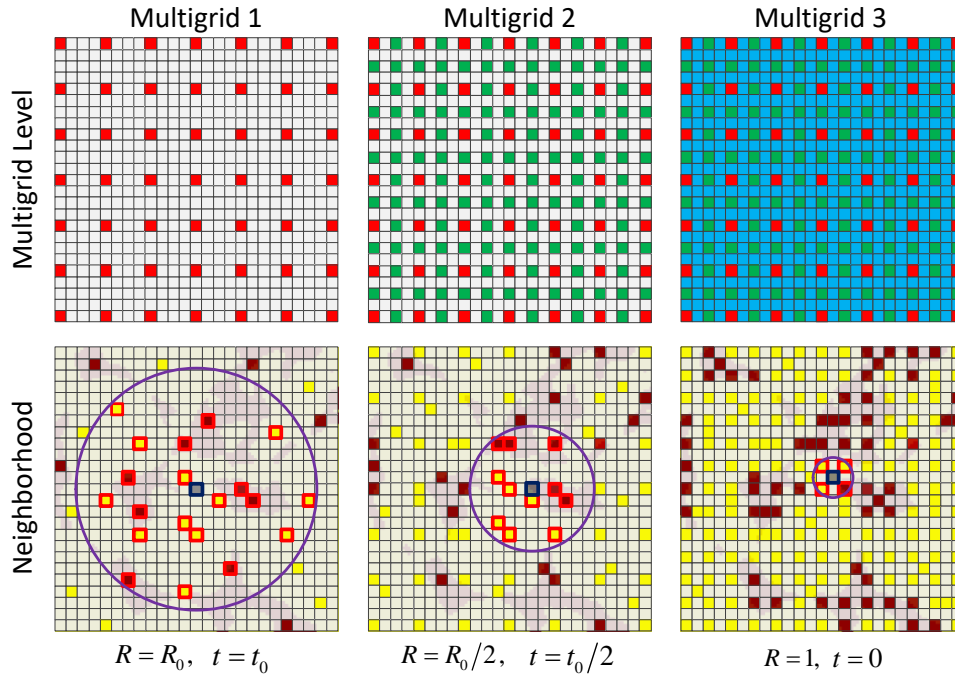 Multigrid 1
Multigrid 2
Multigrid 3
Multigrid Level
Neighborhood
R = R₀, t = t₀
R = R₀/2, t = t₀/2
R = 1, t = 0